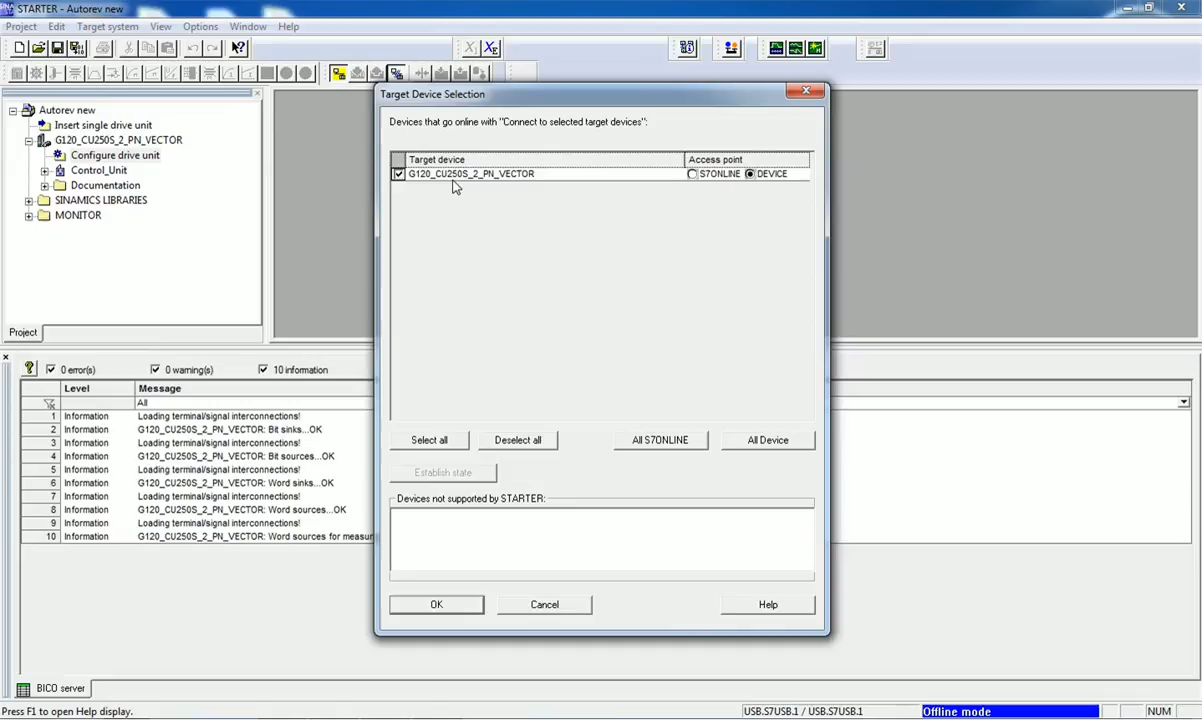 STARTER - Autorev new
Project Edit Target system View Options Window Help
Autorev new
Insert single drive unit
G120_CU250S_2_PN_VECTOR
Configure drive unit
Control_Unit
Documentation
SINAMICS LIBRARIES
MONITOR
Project
Target Device Selection
Devices that go online with "Connect to selected target devices":
Target device Access point
G120_CU250S_2_PN_VECTOR S7ONLINE DEVICE
Select all Deselect all All S7ONLINE All Device
Establish state
Devices not supported by STARTER:
OK Cancel Help
0 error(s) 0 warning(s) 10 information
Level Message
All
1 Information Loading terminal/signal interconnections!
2 Information G120_CU250S_2_PN_VECTOR: Bit sinks...OK
3 Information Loading terminal/signal interconnections!
4 Information G120_CU250S_2_PN_VECTOR: Bit sources...OK
5 Information Loading terminal/signal interconnections!
6 Information G120_CU250S_2_PN_VECTOR: Word sinks...OK
7 Information Loading terminal/signal interconnections!
8 Information G120_CU250S_2_PN_VECTOR: Word sources...OK
9 Information Loading terminal/signal interconnections!
10 Information G120_CU250S_2_PN_VECTOR: Word sources for measur
BICO server
Press F1 to open Help display. USB.S7USB.1 / USB.S7USB.1 Offline mode NUM